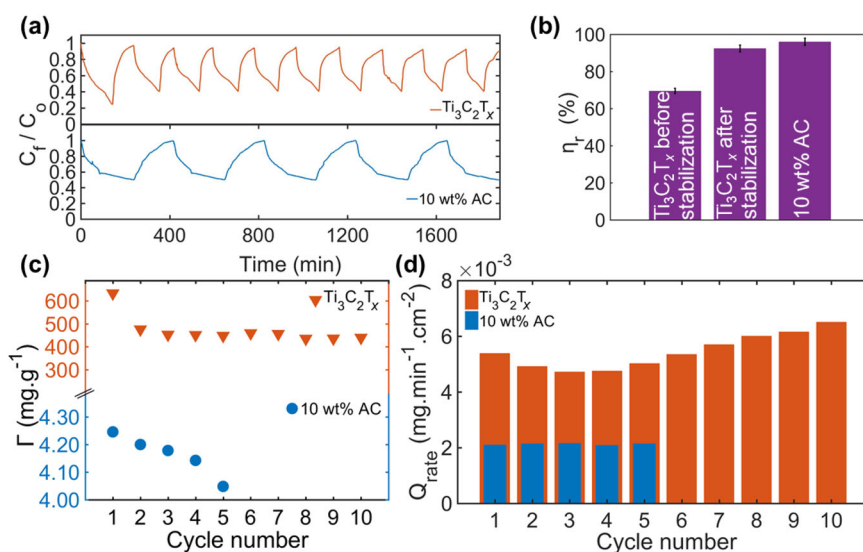 (a)
1
0.8
0.6
0.4
0.2
0
Ti₃C₂Tₓ
1
0.8
0.6
0.4
0.2
0
10 wt% AC
C_f / C_o
0 400 800 1200 1600
Time (min)
(b)
100
80
60
40
20
0
η_r (%)
Ti₃C₂Tₓ before
stabilization
Ti₃C₂Tₓ after
stabilization
10 wt% AC
(c)
600
500
400
300
4.30
4.20
4.10
4.00
Γ (mg.g⁻¹)
Ti₃C₂Tₓ
10 wt% AC
1 2 3 4 5 6 7 8 9 10
Cycle number
(d)
×10⁻³
8
6
4
2
0
Q_rate (mg.min⁻¹.cm⁻²)
Ti₃C₂Tₓ
10 wt% AC
1 2 3 4 5 6 7 8 9 10
Cycle number